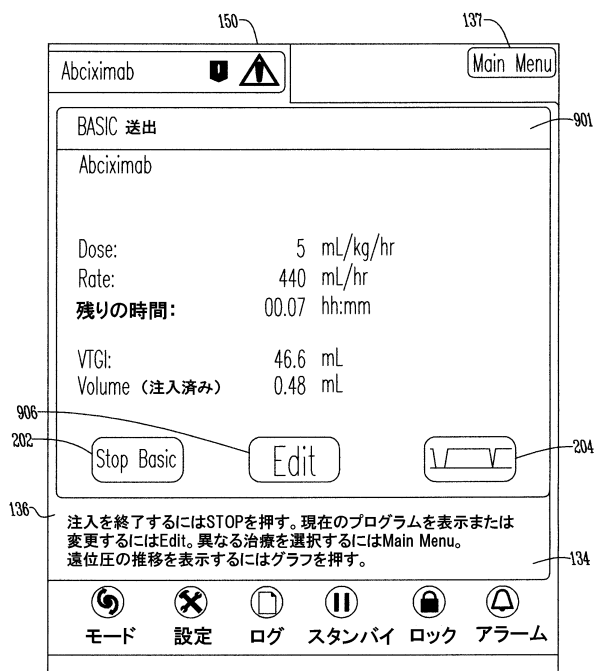 150
137
Abciximab
Main Menu
BASIC 送出
901
Abciximab
Dose: 5 mL/kg/hr
Rate: 440 mL/hr
残りの時間: 00.07 hh:mm
VTGI: 46.6 mL
Volume (注入済み) 0.48 mL
906
202
Stop Basic
Edit
204
136
注入を終了するにはSTOPを押す。現在のプログラムを表示または
変更するにはEdit。異なる治療を選択するにはMain Menu。
遠位圧の推移を表示するにはグラフを押す。
134
モード 設定 ログ スタンバイ ロック アラーム